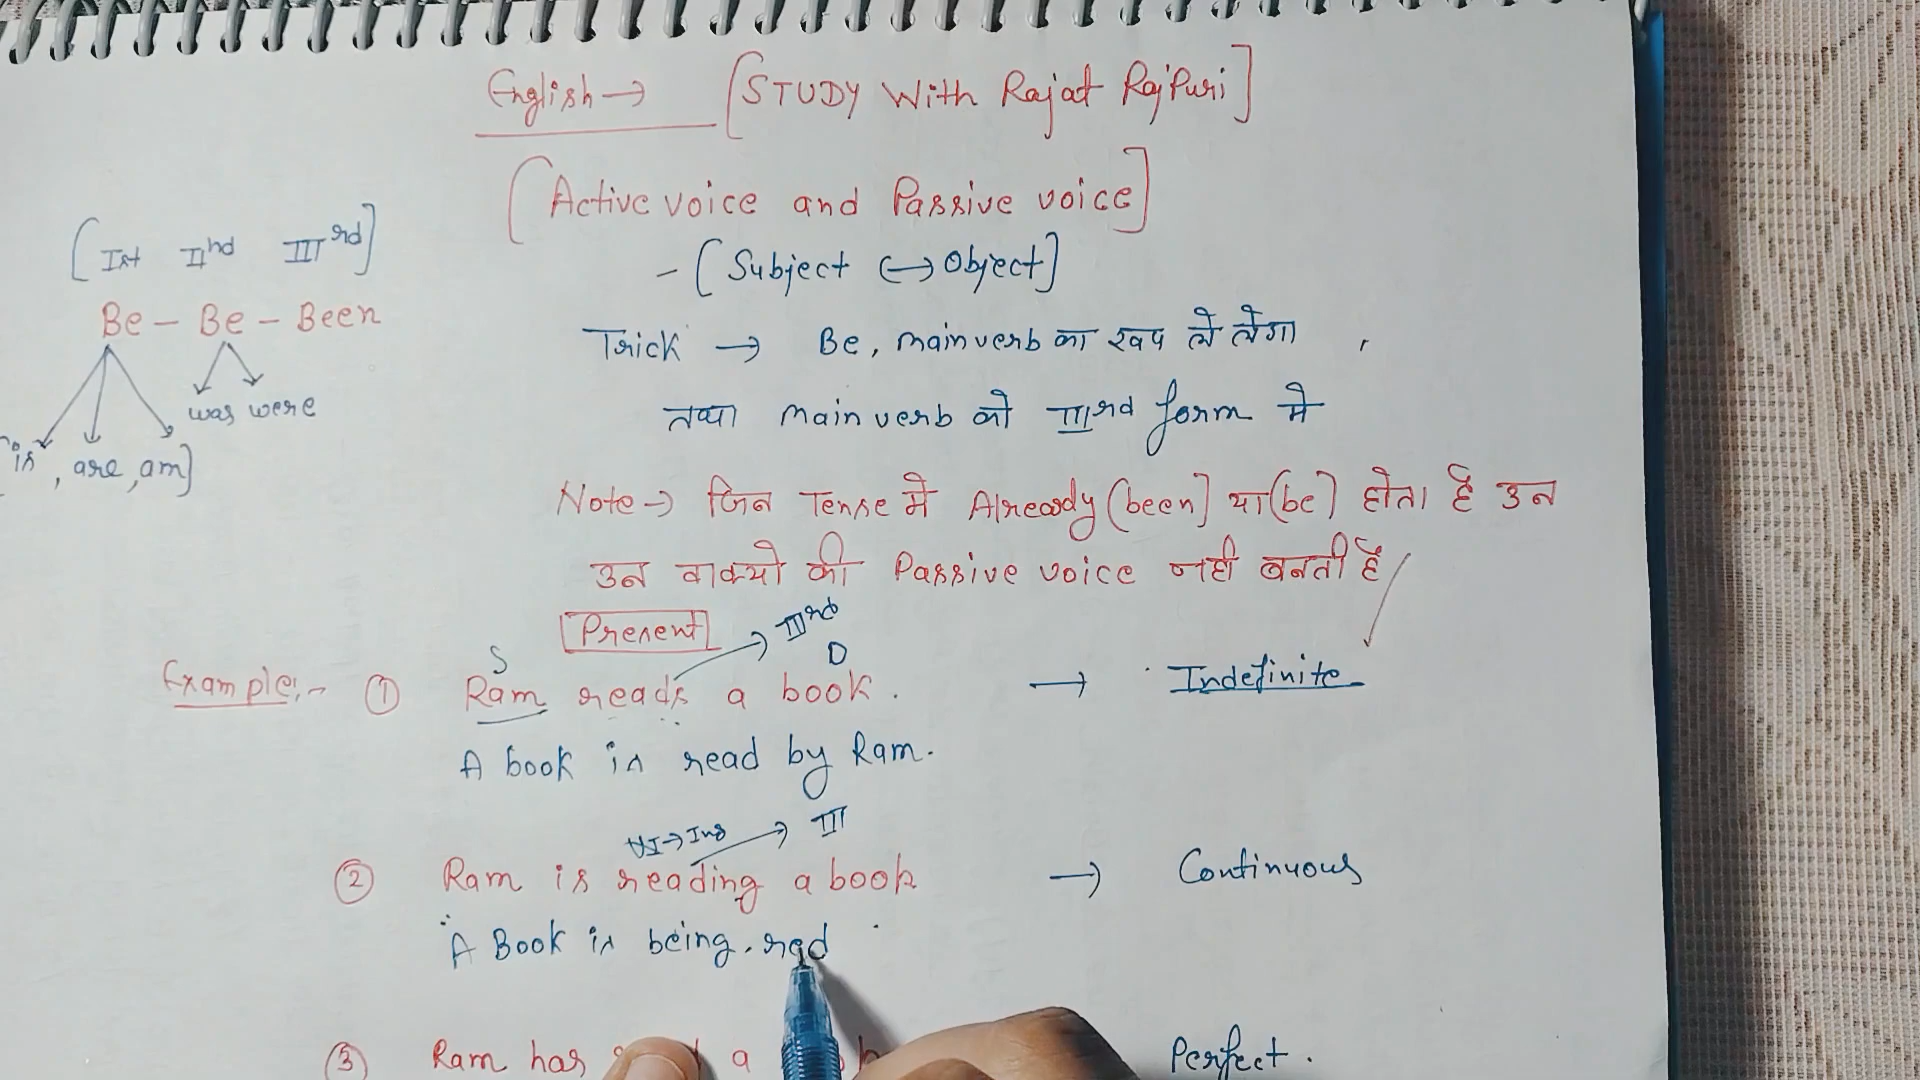 English → [STUDY With Rajat Rajpuri]
[Active voice and Passive voice]
- [Subject ↔ Object]
[Ist IInd IIIrd]
Be - Be - Been
was were
is, are, am]
Trick → Be, main verb का रूप ले लेगा,
तथा main verb की IIIrd form मे
Note → जिन Tense मे Already (been] या (be] होता है उन
उन वाक्यो की Passive voice नही बनती है
Present
IIIrd
S O
Example:- ① Ram reads a book. → Indefinite
A book is read by Ram.
VI → Ing → III
② Ram is reading a book → Continuous
A Book is being read
③ Ram has a Perfect.